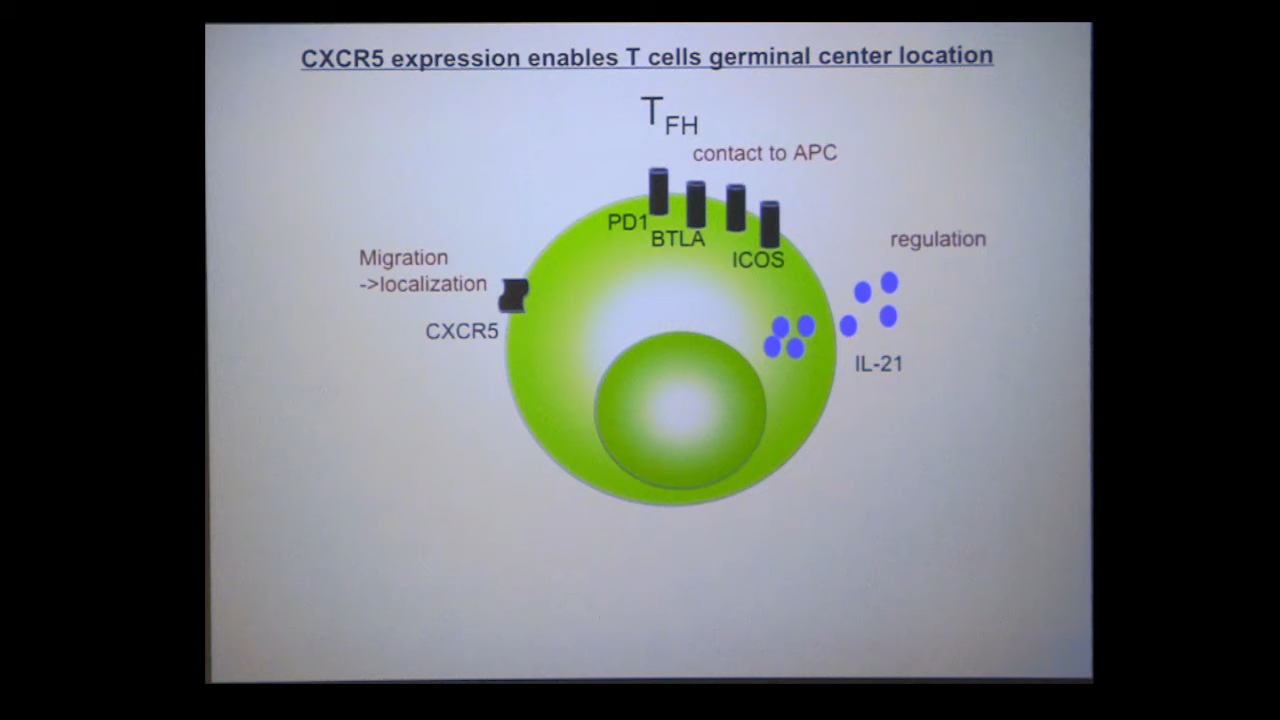 CXCR5 expression enables T cells germinal center location
TFH
contact to APC
PD1
BTLA
ICOS
Migration
->localization
CXCR5
regulation
IL-21